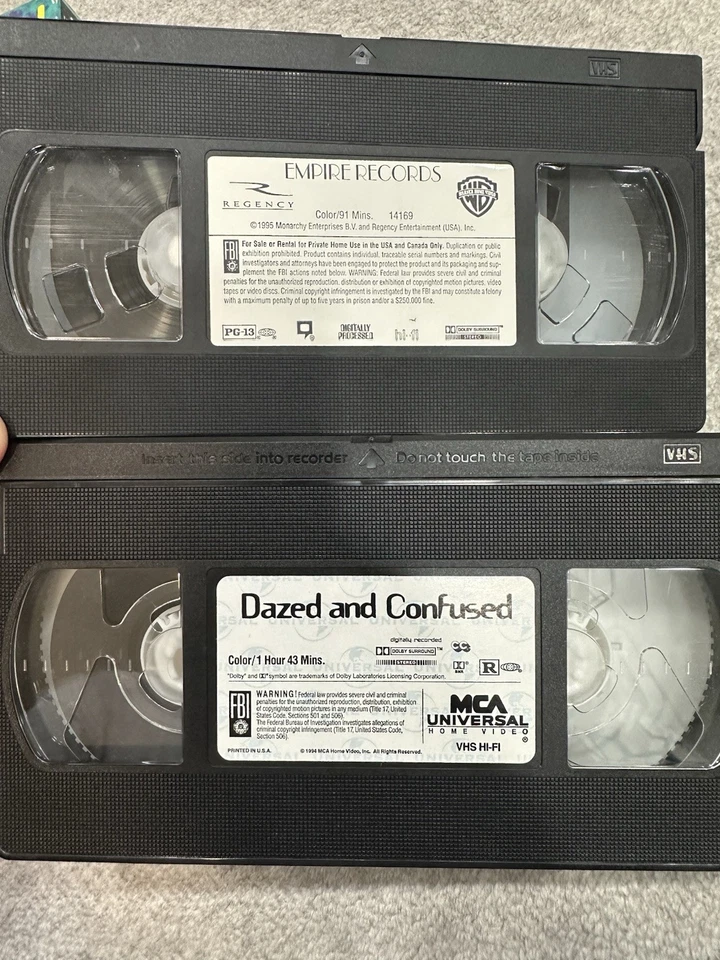 VHS
EMPIRE RECORDS
REGENCY
Color/91 Mins. 14169
©1995 Monarchy Enterprises B.V. and Regency Entertainment (USA), Inc.
FBI
For Sale or Rental for Private Home Use in the USA and Canada Only. Duplication or public
exhibition prohibited. Product contains individual, traceable serial numbers and markings. Civil
investigators and attorneys have been engaged to protect the product and its packaging and sup-
plement the FBI actions noted below. WARNING: Federal law provides severe civil and criminal
penalties for the unauthorized reproduction, distribution or exhibition of copyrighted motion pictures, video
tapes or video discs. Criminal copyright infringement is investigated by the FBI and may constitute a felony
with a maximum penalty of up to five years in prison and/or a $250,000 fine.
PG-13
DIGITALLY
PROCESSED
hi-fi
DOLBY SURROUND
STEREO
Insert this side into recorder Do not touch the tape inside
VHS
Dazed and Confused
digitally recorded
DOLBY SURROUND™
STEREO
Color/1 Hour 43 Mins.
R
"Dolby" and symbol are trademarks of Dolby Laboratories Licensing Corporation.
FBI
WARNING! Federal law provides severe civil and criminal
penalties for the unauthorized reproduction, distribution, exhibition
of copyrighted motion pictures in any medium (Title 17, United
States Code, Sections 501 and 506).
The Federal Bureau of Investigation investigates allegations of
criminal copyright infringement (Title 17, United States Code,
Section 506).
MCA
UNIVERSAL
HOME VIDEO
®
VHS HI-FI
PRINTED IN U.S.A. © 1994 MCA Home Video, Inc. All Rights Reserved.